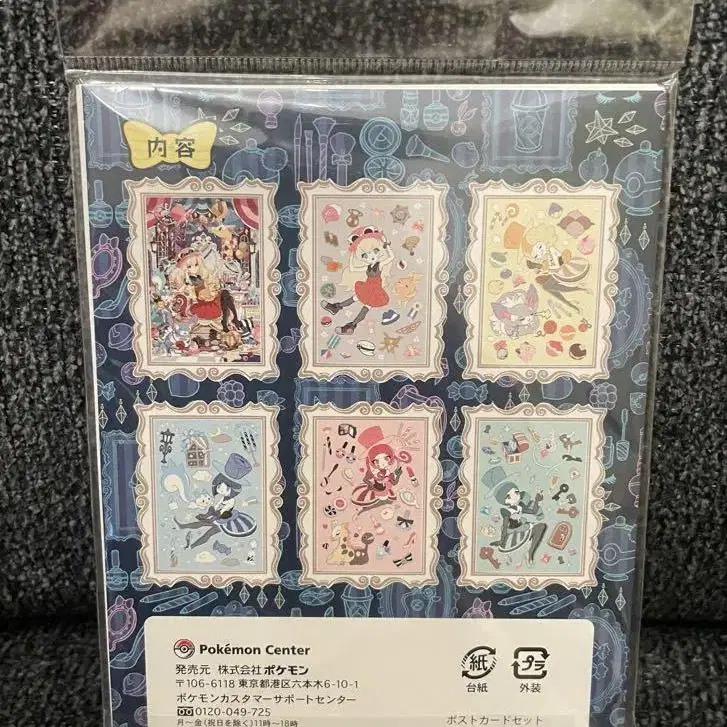 内容
Pokémon Center
発売元 株式会社ポケモン
〒106-6118 東京都港区六本木6-10-1
ポケモンカスタマーサポートセンター
0120-049-725
月~金(祝日を除く)11時~18時
紙
台紙
プラ
外装
ポストカードセット